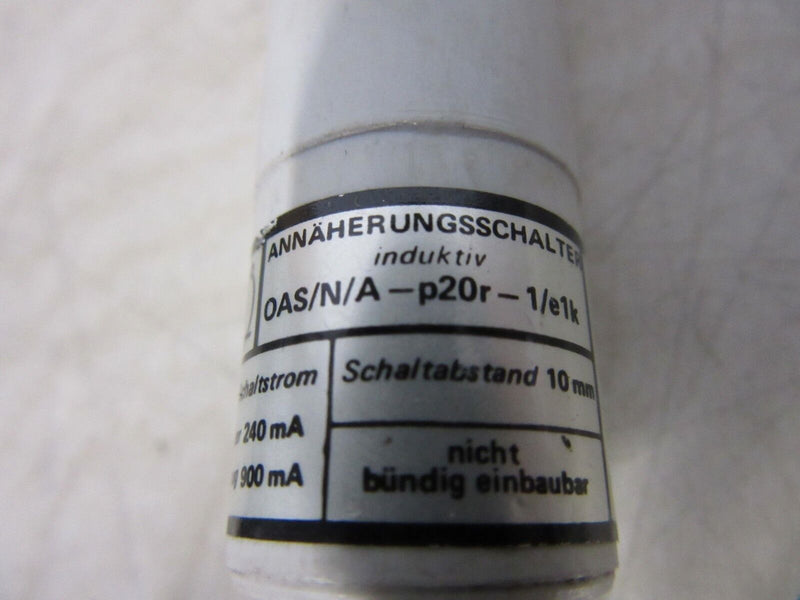 ANNÄHERUNGSSCHALTER
induktiv
OAS/N/A – p20r – 1/e1k
Schaltabstand 10 mm
240 mA
900 mA
nicht
bündig einbaubar